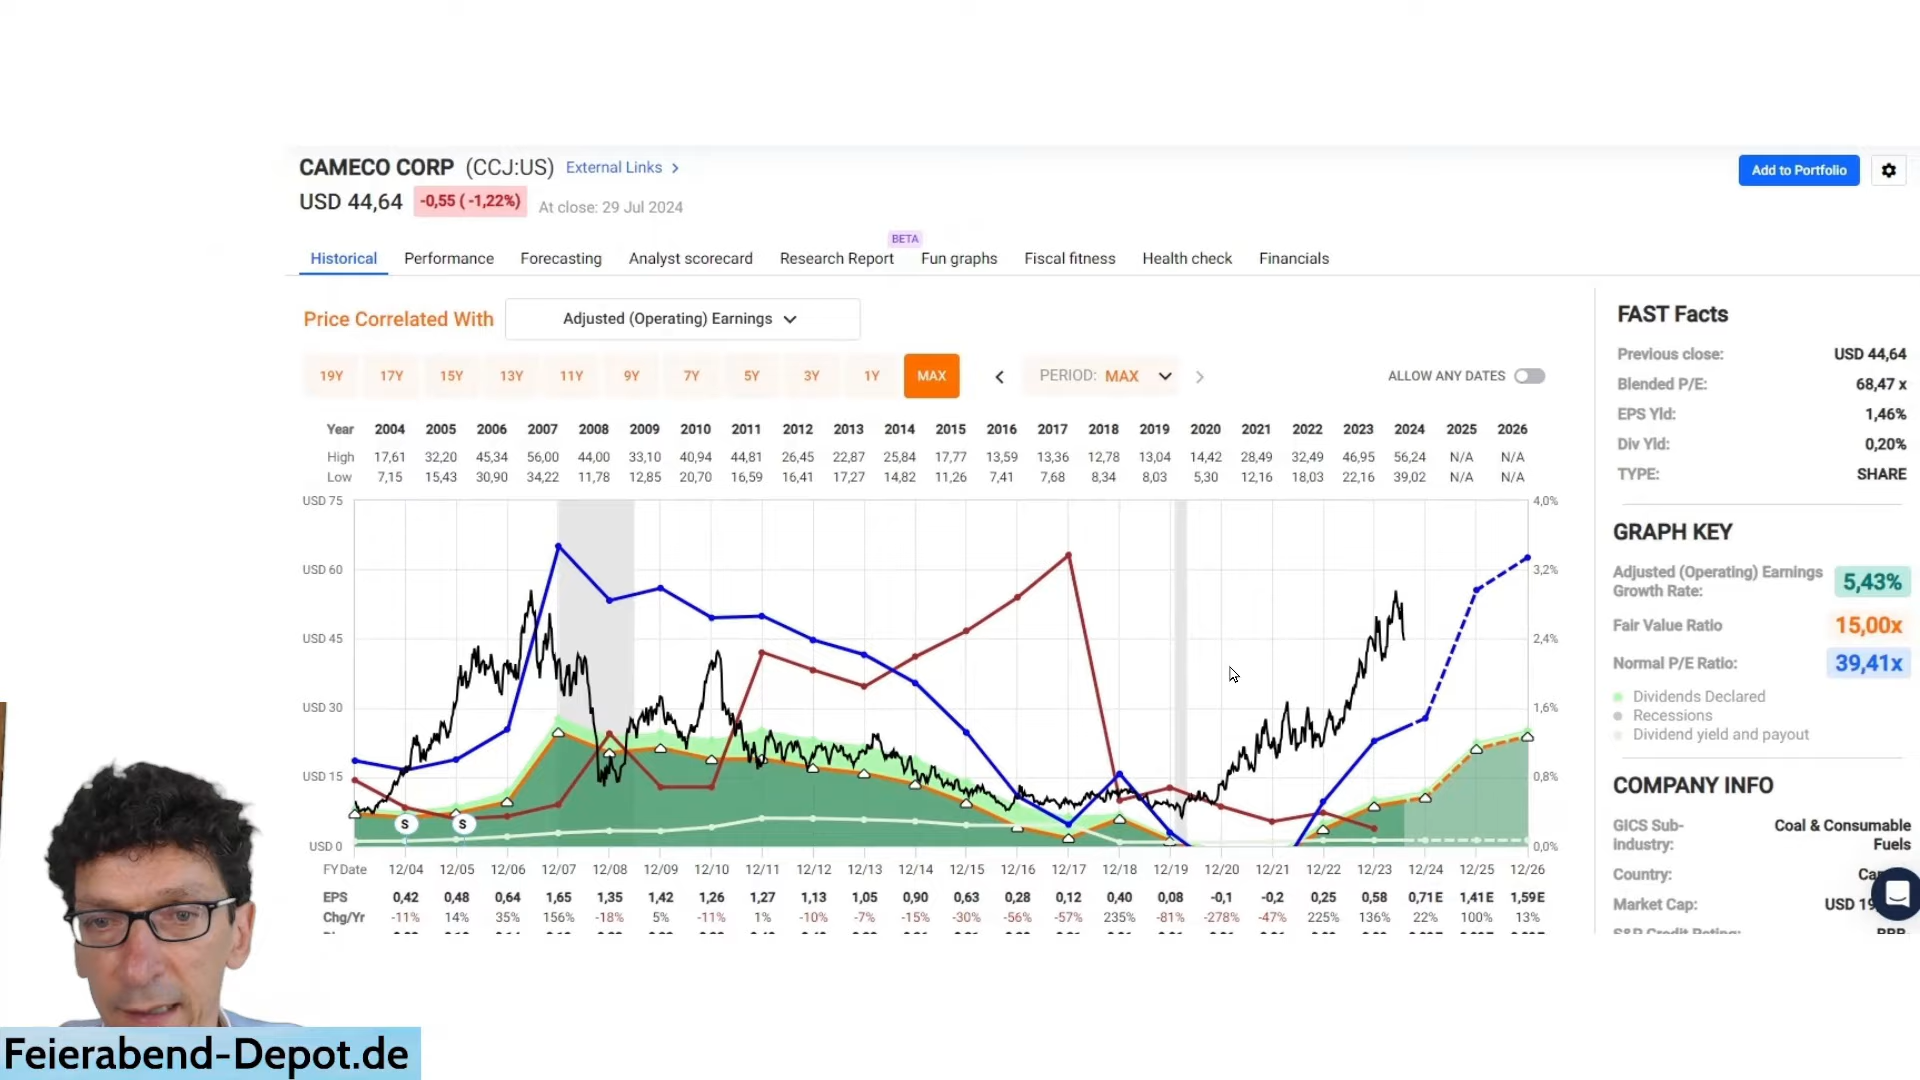 CAMECO CORP (CCJ:US) External Links
Add to Portfolio
USD 44,64 -0,55 ( -1,22%) At close: 29 Jul 2024
BETA
Historical Performance Forecasting Analyst scorecard Research Report Fun graphs Fiscal fitness Health check Financials
Price Correlated With Adjusted (Operating) Earnings
19Y 17Y 15Y 13Y 11Y 9Y 7Y 5Y 3Y 1Y MAX PERIOD: MAX ALLOW ANY DATES
Year 2004 2005 2006 2007 2008 2009 2010 2011 2012 2013 2014 2015 2016 2017 2018 2019 2020 2021 2022 2023 2024 2025 2026
High 17,61 32,20 45,34 56,00 44,00 33,10 40,94 44,81 26,45 22,87 25,84 17,77 13,59 13,36 12,78 13,04 14,42 28,49 32,49 46,95 56,24 N/A N/A
Low 7,15 15,43 30,90 34,22 11,78 12,85 20,70 16,59 16,41 17,27 14,82 11,26 7,41 7,68 8,34 8,03 5,30 12,16 18,03 22,16 39,02 N/A N/A
USD 75 4,0%
USD 60 3,2%
USD 45 2,4%
USD 30 1,6%
USD 15 0,8%
S S
USD 0 0,0%
FYDate 12/04 12/05 12/06 12/07 12/08 12/09 12/10 12/11 12/12 12/13 12/14 12/15 12/16 12/17 12/18 12/19 12/20 12/21 12/22 12/23 12/24 12/25 12/26
EPS 0,42 0,48 0,64 1,65 1,35 1,42 1,26 1,27 1,13 1,05 0,90 0,63 0,28 0,12 0,40 0,08 -0,1 -0,2 0,25 0,58 0,71E 1,41E 1,59E
Chg/Yr -11% 14% 35% 156% -18% 5% -11% 1% -10% -7% -15% -30% -56% -57% 235% -81% -278% -47% 225% 136% 22% 100% 13%
FAST Facts
Previous close: USD 44,64
Blended P/E: 68,47 x
EPS Yld: 1,46%
Div Yld: 0,20%
TYPE: SHARE
GRAPH KEY
Adjusted (Operating) Earnings
Growth Rate: 5,43%
Fair Value Ratio 15,00x
Normal P/E Ratio: 39,41x
Dividends Declared
Recessions
Dividend yield and payout
COMPANY INFO
GICS Sub-
industry: Coal & Consumable
Fuels
Country: Ca
Market Cap: USD 19
Feierabend-Depot.de